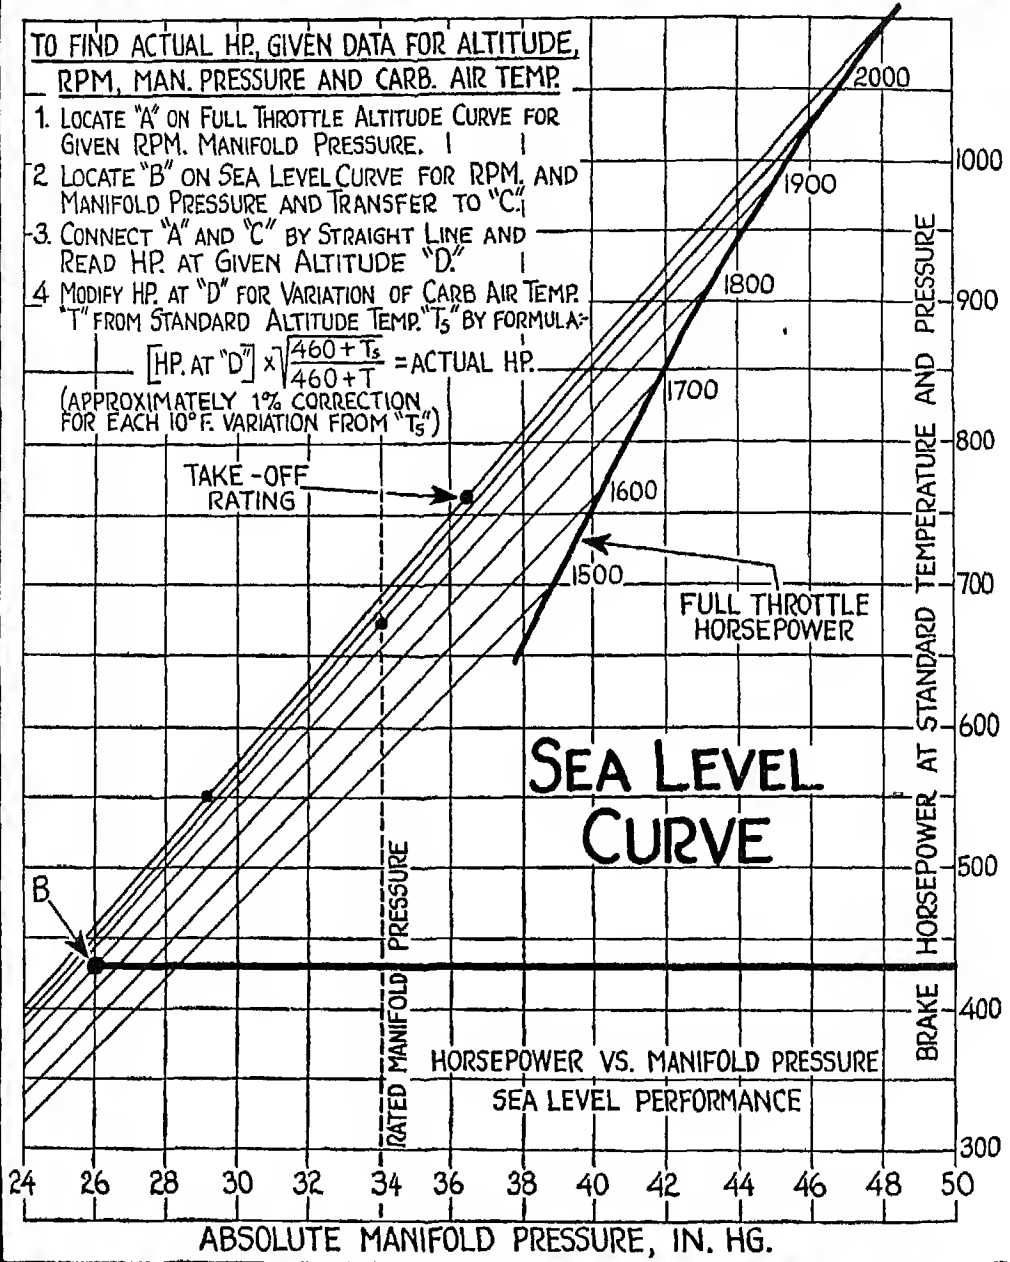 TO FIND ACTUAL HP., GIVEN DATA FOR ALTITUDE,
RPM., MAN. PRESSURE AND CARB. AIR TEMP.
1. LOCATE "A" ON FULL THROTTLE ALTITUDE CURVE FOR
GIVEN RPM. MANIFOLD PRESSURE.
2 LOCATE "B" ON SEA LEVEL CURVE FOR RPM. AND
MANIFOLD PRESSURE AND TRANSFER TO "C".
3. CONNECT "A" AND "C" BY STRAIGHT LINE AND
READ HP. AT GIVEN ALTITUDE "D."
4 MODIFY HP. AT "D" FOR VARIATION OF CARB AIR TEMP.
"T" FROM STANDARD ALTITUDE TEMP. "Ts" BY FORMULA:-
[HP. AT "D"] x √(460 + Ts / 460 + T) = ACTUAL HP.
(APPROXIMATELY 1% CORRECTION
FOR EACH 10°F. VARIATION FROM "Ts")
2000
1900
1800
1700
1600
1500
TAKE-OFF
RATING
FULL THROTTLE
HORSEPOWER
SEA LEVEL
CURVE
B
RATED MANIFOLD PRESSURE
HORSEPOWER VS. MANIFOLD PRESSURE
SEA LEVEL PERFORMANCE
1000
900
800
700
600
500
400
300
BRAKE HORSEPOWER AT STANDARD TEMPERATURE AND PRESSURE
24 26 28 30 32 34 36 38 40 42 44 46 48 50
ABSOLUTE MANIFOLD PRESSURE, IN. HG.